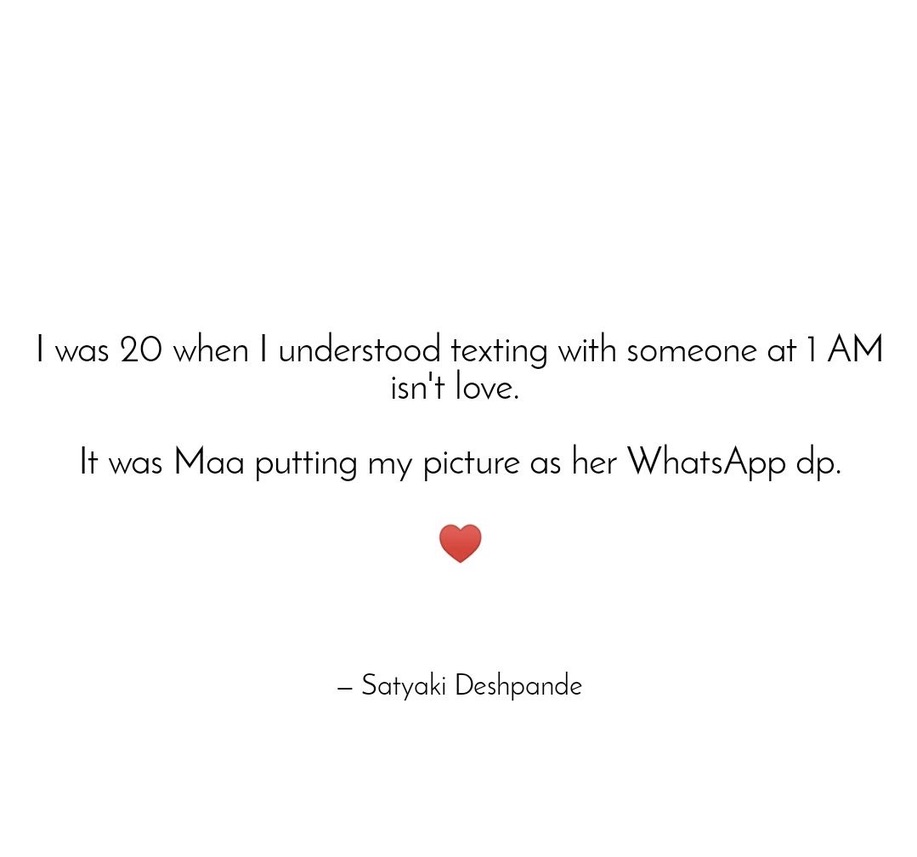 I was 20 when I understood texting with someone at 1 AM
isn't love.
It was Maa putting my picture as her WhatsApp dp.
❤️
– Satyaki Deshpande